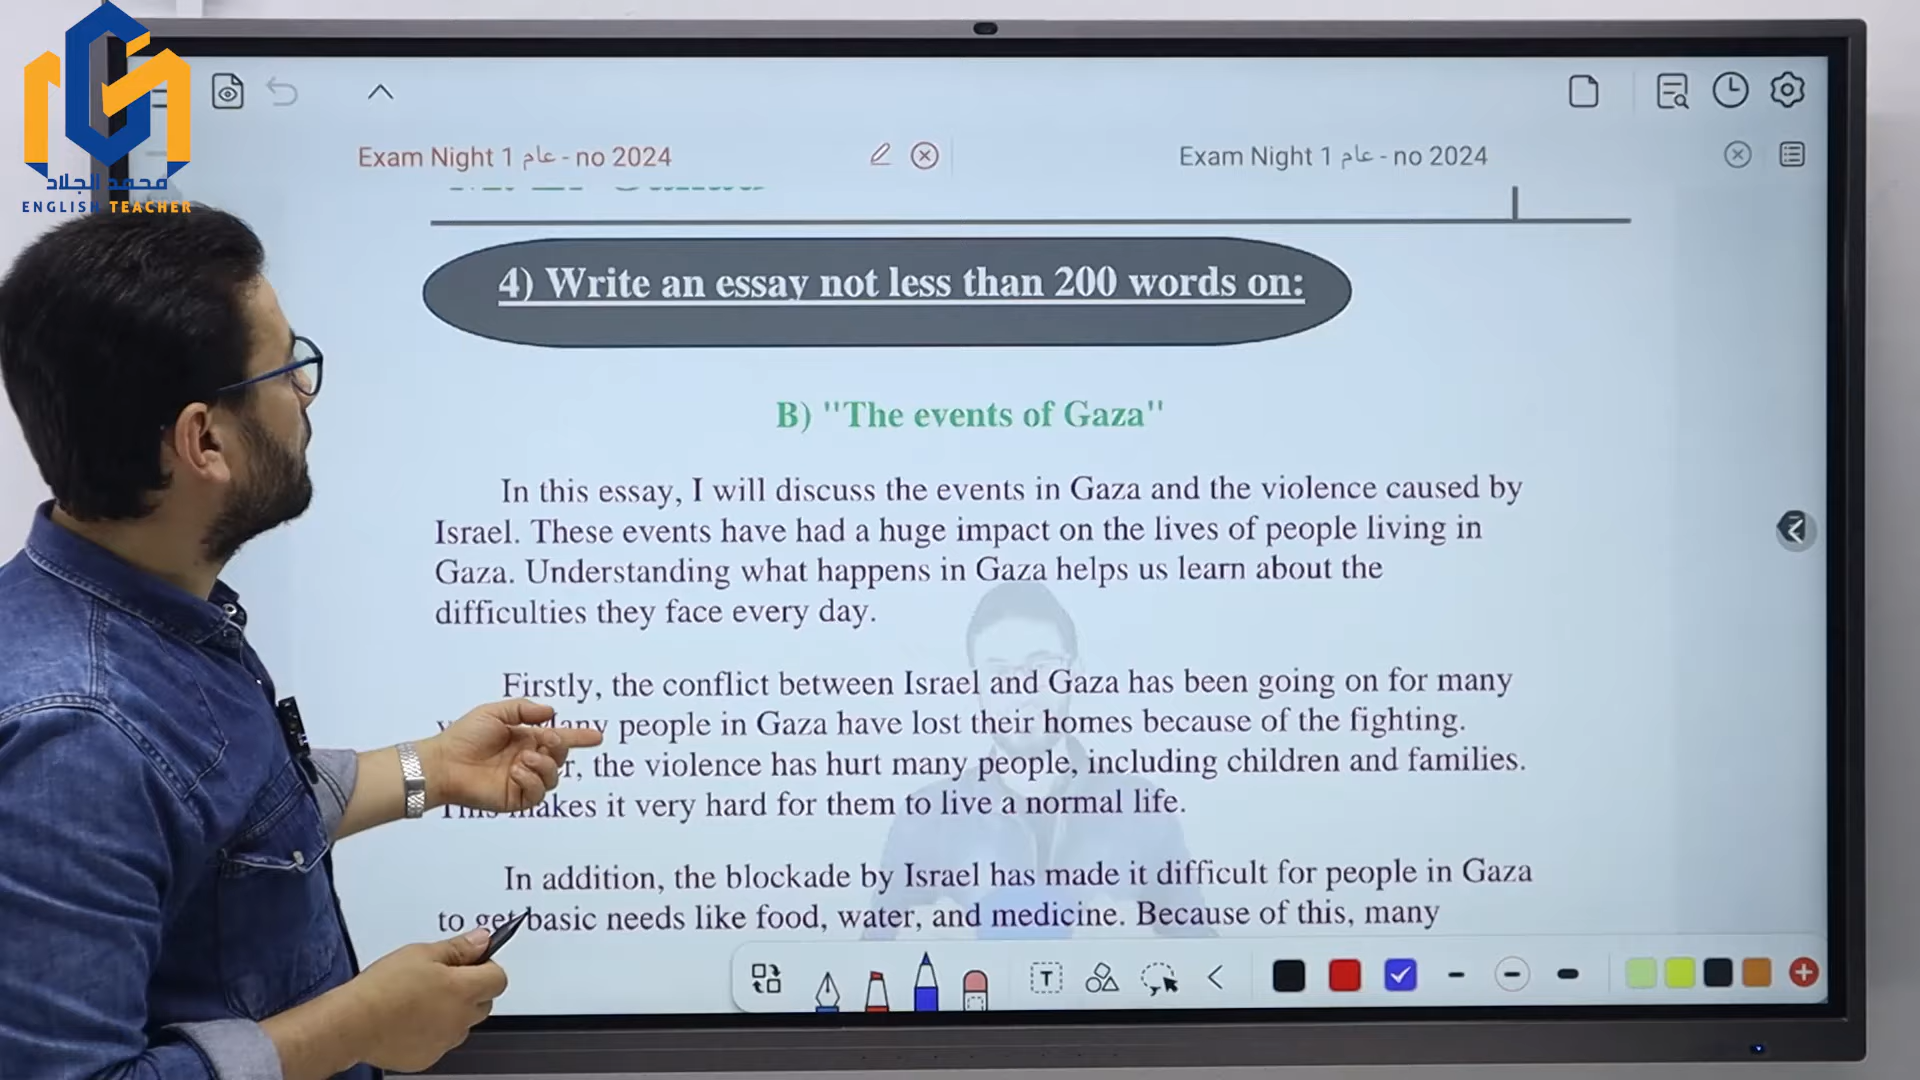 محمد الجلاد
ENGLISH TEACHER
Exam Night 1 عام - no 2024
Exam Night 1 عام - no 2024
4) Write an essay not less than 200 words on:
B) "The events of Gaza"
In this essay, I will discuss the events in Gaza and the violence caused by
Israel. These events have had a huge impact on the lives of people living in
Gaza. Understanding what happens in Gaza helps us learn about the
difficulties they face every day.
Firstly, the conflict between Israel and Gaza has been going on for many
people in Gaza have lost their homes because of the fighting.
the violence has hurt many people, including children and families.
makes it very hard for them to live a normal life.
In addition, the blockade by Israel has made it difficult for people in Gaza
to get basic needs like food, water, and medicine. Because of this, many
T